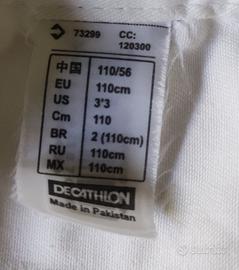 73299 CC:
120300
中国 110/56
EU 110cm
US 3'3
Cm 110
BR 2 (110cm)
RU 110cm
MX 110cm
DECATHLON
Made in Pakistan
subito